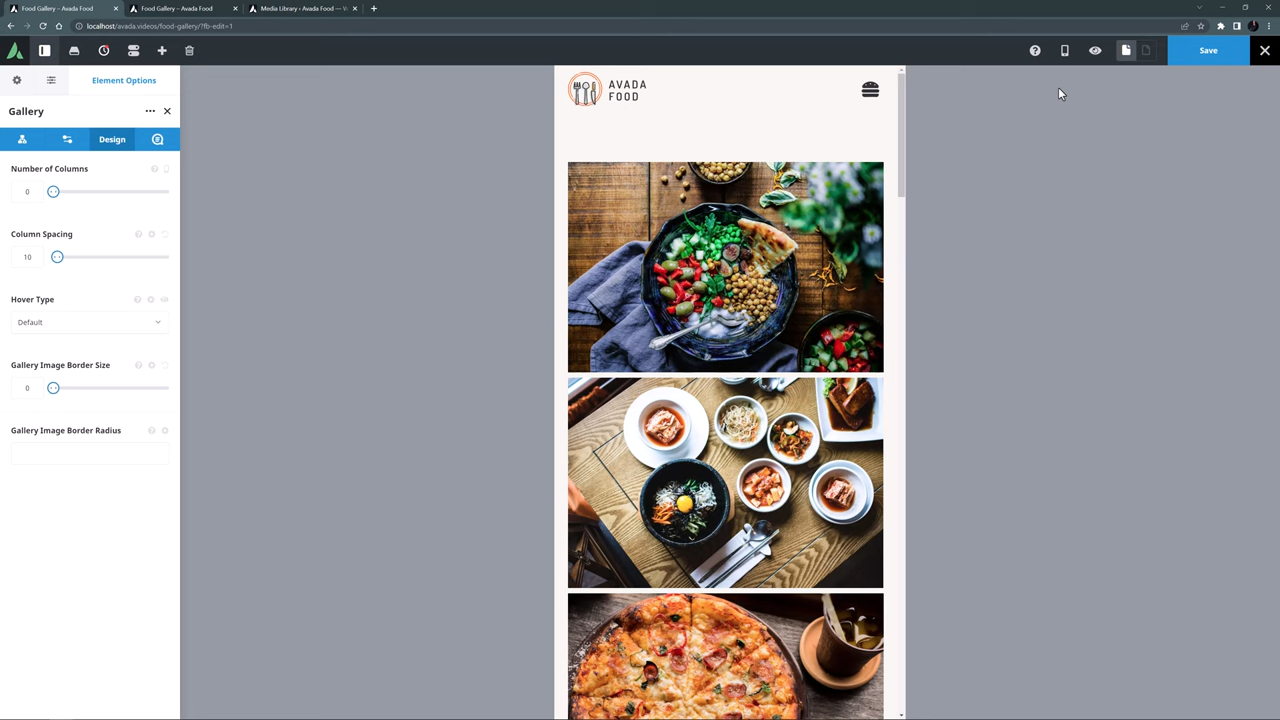 Food Gallery – Avada Food
Food Gallery – Avada Food
Media Library ‹ Avada Food — W
localhost/avada.videos/food-gallery/?fb-edit=1
Save
Element Options
Gallery
Design
Number of Columns
0
Column Spacing
10
Hover Type
Default
Gallery Image Border Size
0
Gallery Image Border Radius
AVADA
FOOD